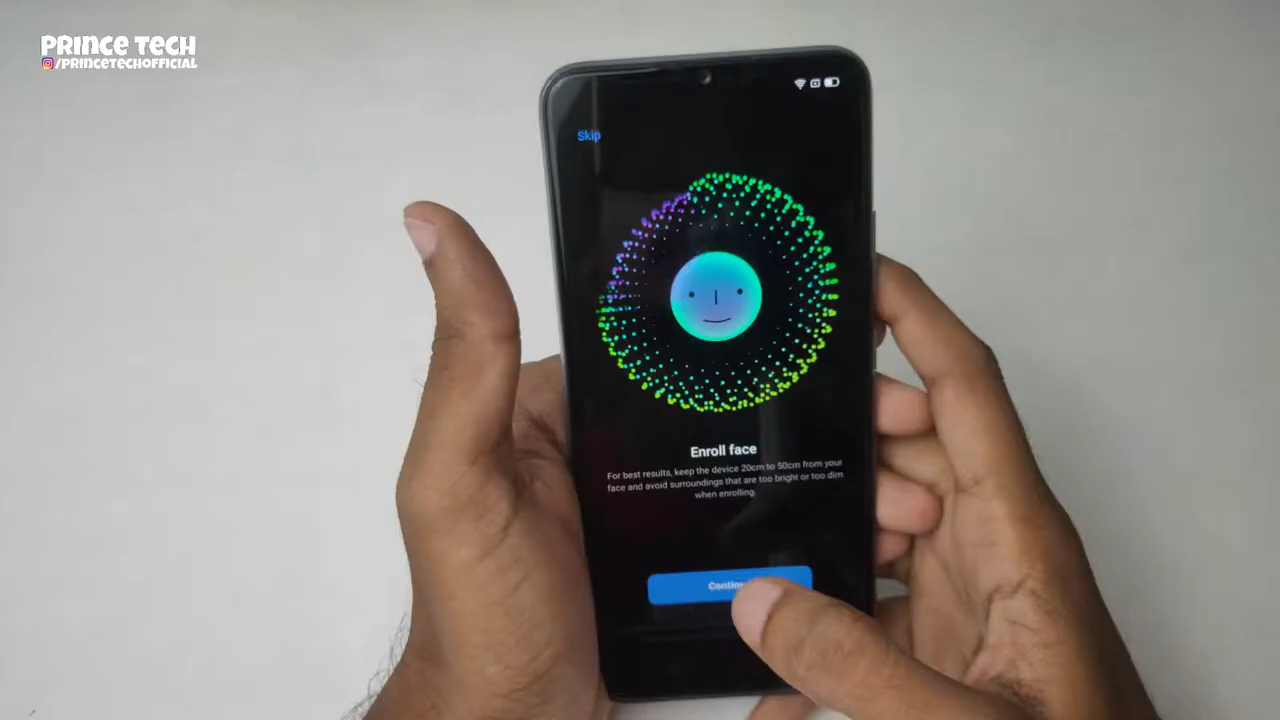 PRINCE TECH
/PRINCETECHOFFICIAL
Skip
Enroll face
For best results, keep the device 20cm to 50cm from your
face and avoid surroundings that are too bright or too dim
when enrolling.